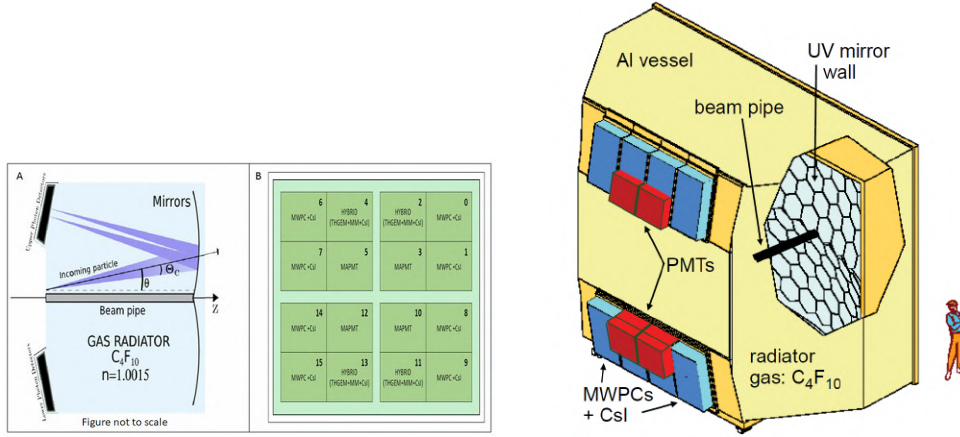 A
Upper Photon Detectors
Mirrors
Incoming particle
Θc
θ
Beam pipe
Z
GAS RADIATOR
C4F10
n=1.0015
Lower Photon Detectors
Figure not to scale
B
6
MWPC +CsI
4
HYBRID
(THGEM+MM+CsI)
2
HYBRID
(THGEM+MM+CsI)
0
MWPC +CsI
7
MWPC +CsI
5
MAPMT
3
MAPMT
1
MWPC +CsI
14
MWPC +CsI
12
MAPMT
10
MAPMT
8
MWPC +CsI
15
MWPC +CsI
13
HYBRID
(THGEM+MM+CsI)
11
HYBRID
(THGEM+MM+CsI)
9
MWPC +CsI
Al vessel
UV mirror
wall
beam pipe
PMTs
radiator
gas: C4F10
MWPCs
+ CsI